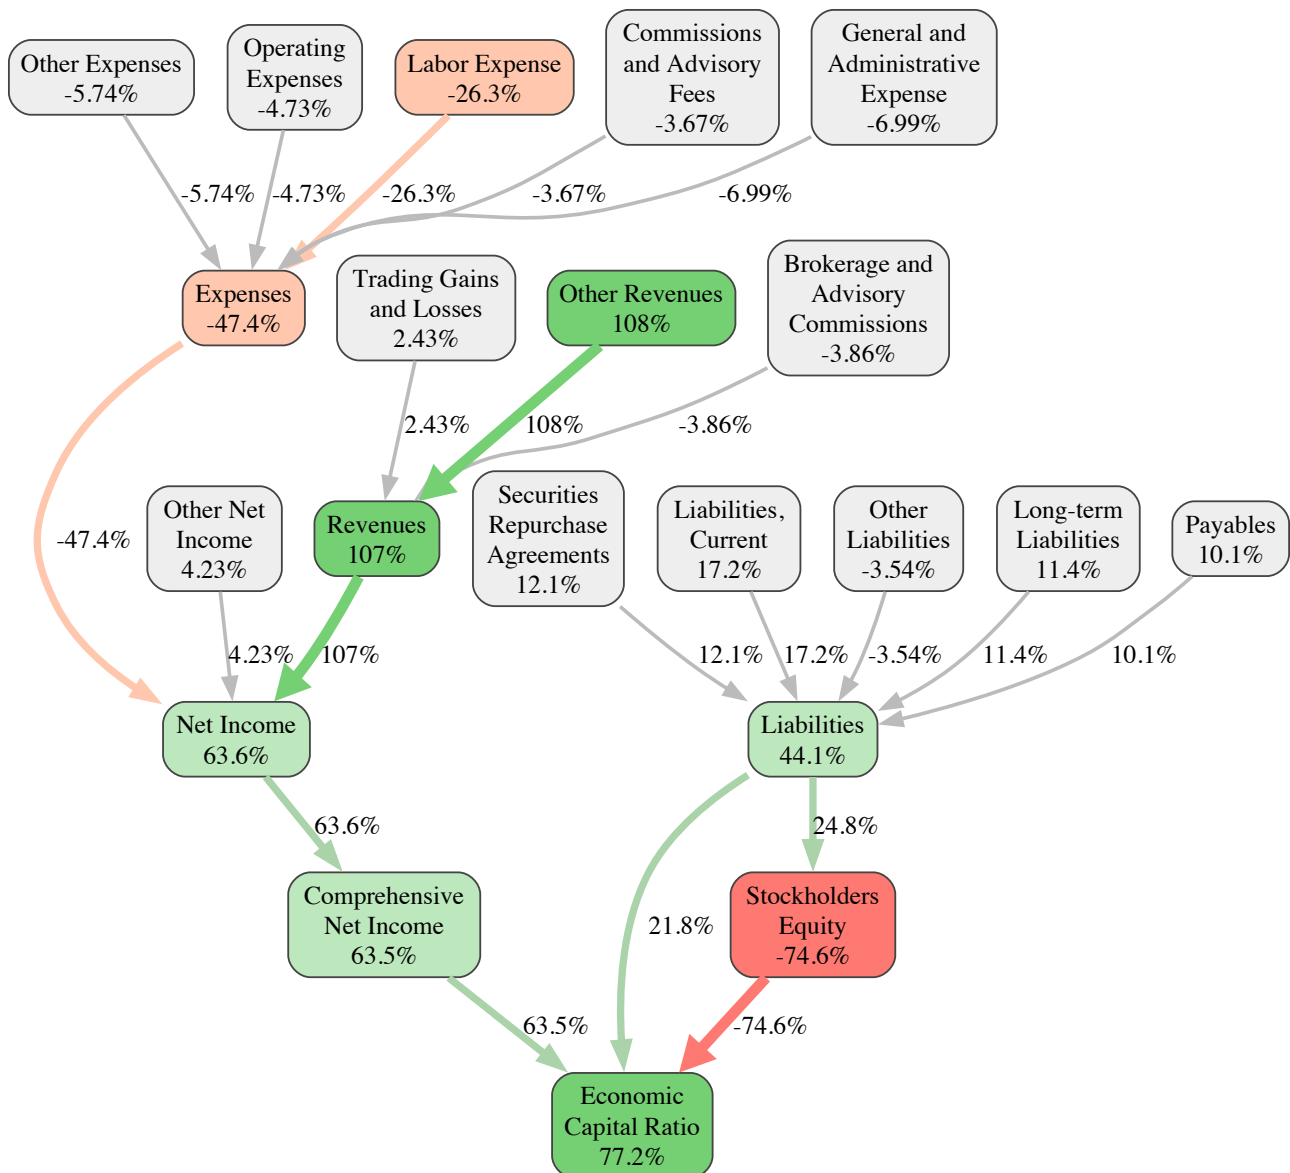 Other Expenses
-5.74%
Operating
Expenses
-4.73%
Labor Expense
-26.3%
Commissions
and Advisory
Fees
-3.67%
General and
Administrative
Expense
-6.99%
-5.74%
-4.73%
-26.3%
-3.67%
-6.99%
Expenses
-47.4%
Trading Gains
and Losses
2.43%
Other Revenues
108%
Brokerage and
Advisory
Commissions
-3.86%
2.43%
108%
-3.86%
-47.4%
Other Net
Income
4.23%
Revenues
107%
Securities
Repurchase
Agreements
12.1%
Liabilities,
Current
17.2%
Other
Liabilities
-3.54%
Long-term
Liabilities
11.4%
Payables
10.1%
4.23%
107%
12.1%
17.2%
-3.54%
11.4%
10.1%
Net Income
63.6%
Liabilities
44.1%
63.6%
24.8%
Comprehensive
Net Income
63.5%
21.8%
Stockholders
Equity
-74.6%
63.5%
-74.6%
Economic
Capital Ratio
77.2%